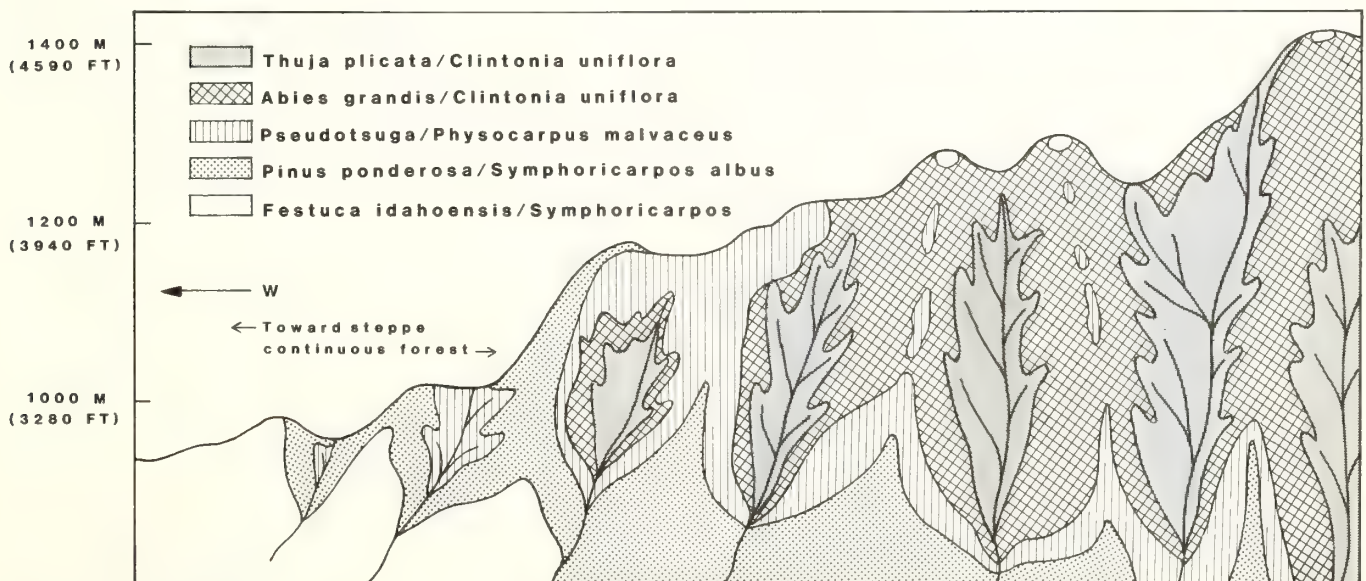 1400 M
(4590 FT)
Thuja plicata/Clintonia uniflora
Abies grandis/Clintonia uniflora
Pseudotsuga/Physocarpus malvaceus
Pinus ponderosa/Symphoricarpos albus
Festuca idahoensis/Symphoricarpos
1200 M
(3940 FT)
← W
← Toward steppe
continuous forest →
1000 M
(3280 FT)